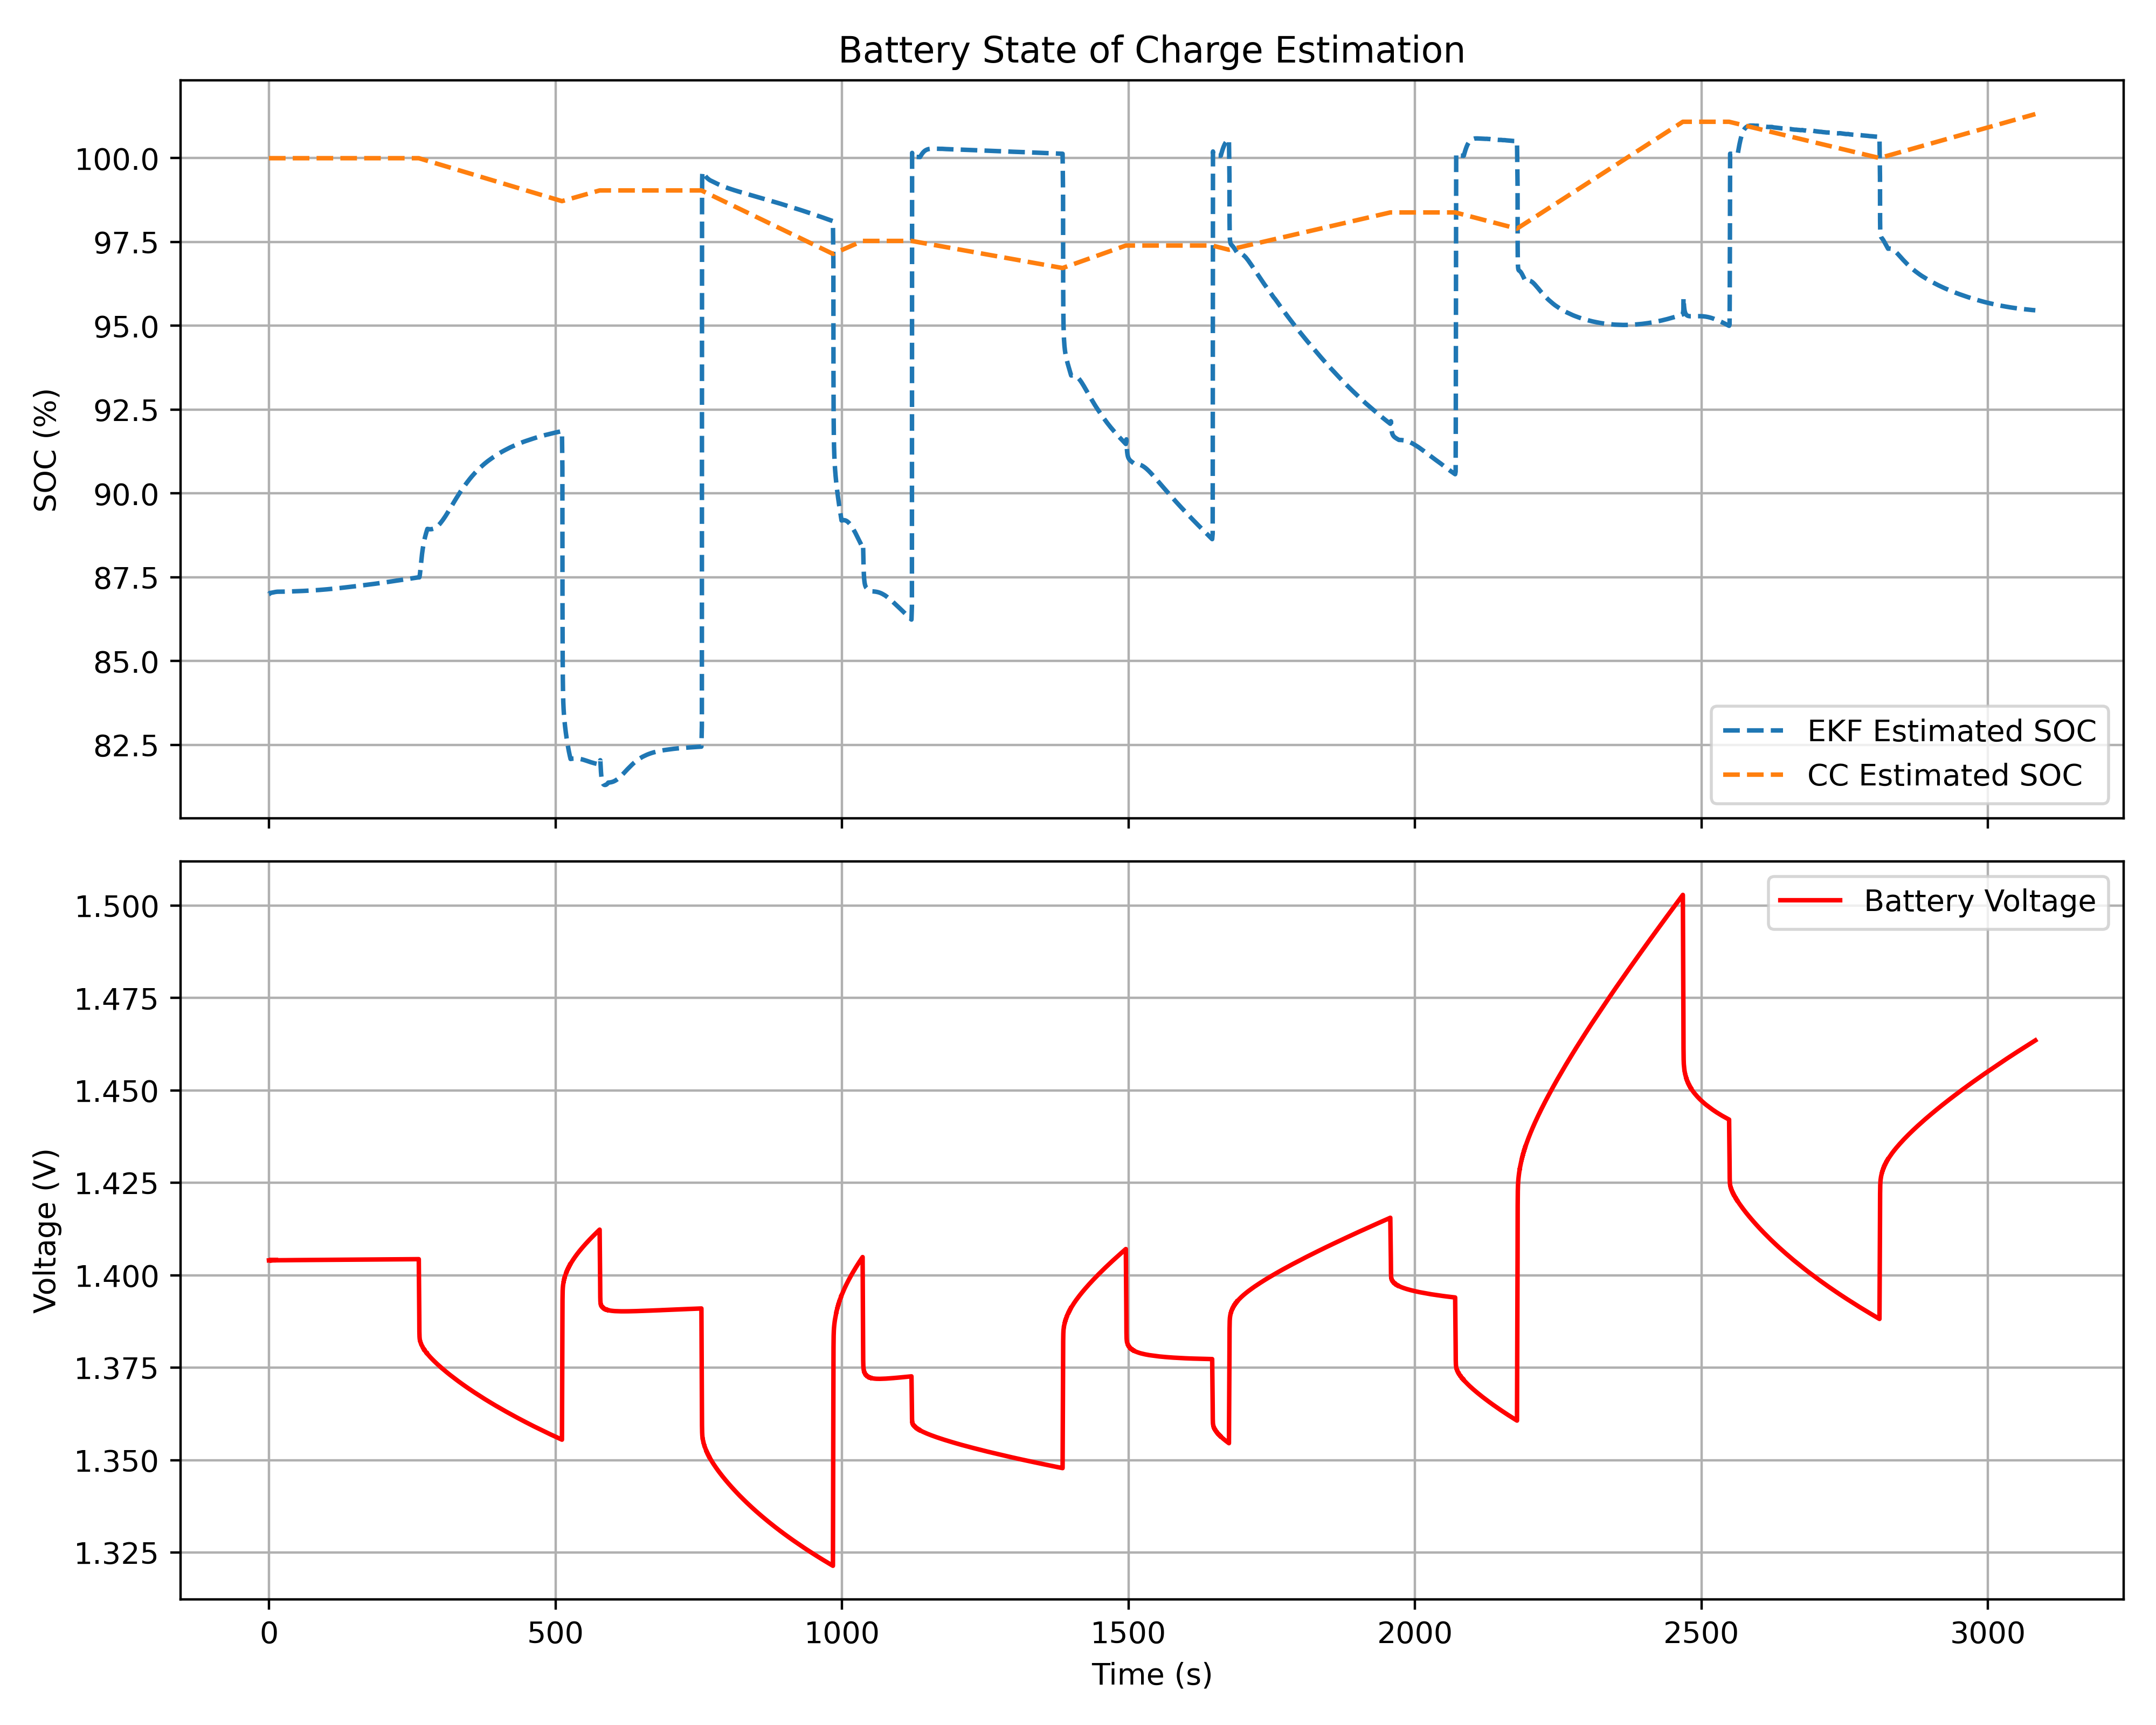 Battery State of Charge Estimation
SOC (%)
100.0
97.5
95.0
92.5
90.0
87.5
85.0
82.5
EKF Estimated SOC
CC Estimated SOC
Voltage (V)
1.500
1.475
1.450
1.425
1.400
1.375
1.350
1.325
Battery Voltage
0 500 1000 1500 2000 2500 3000
Time (s)